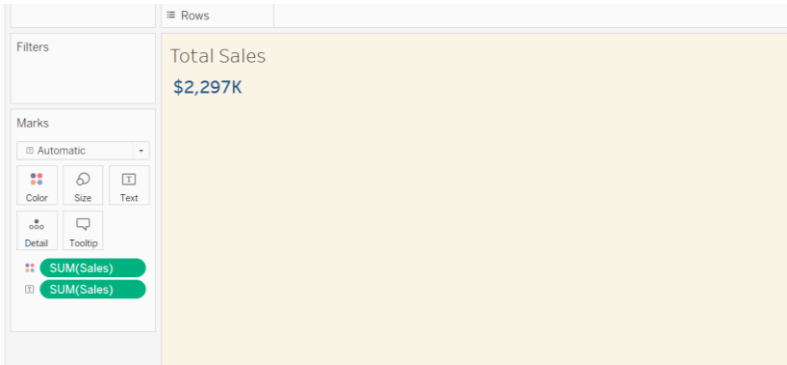 Rows
Filters
Total Sales
$2,297K
Marks
Automatic
Color Size Text
Detail Tooltip
SUM(Sales)
SUM(Sales)